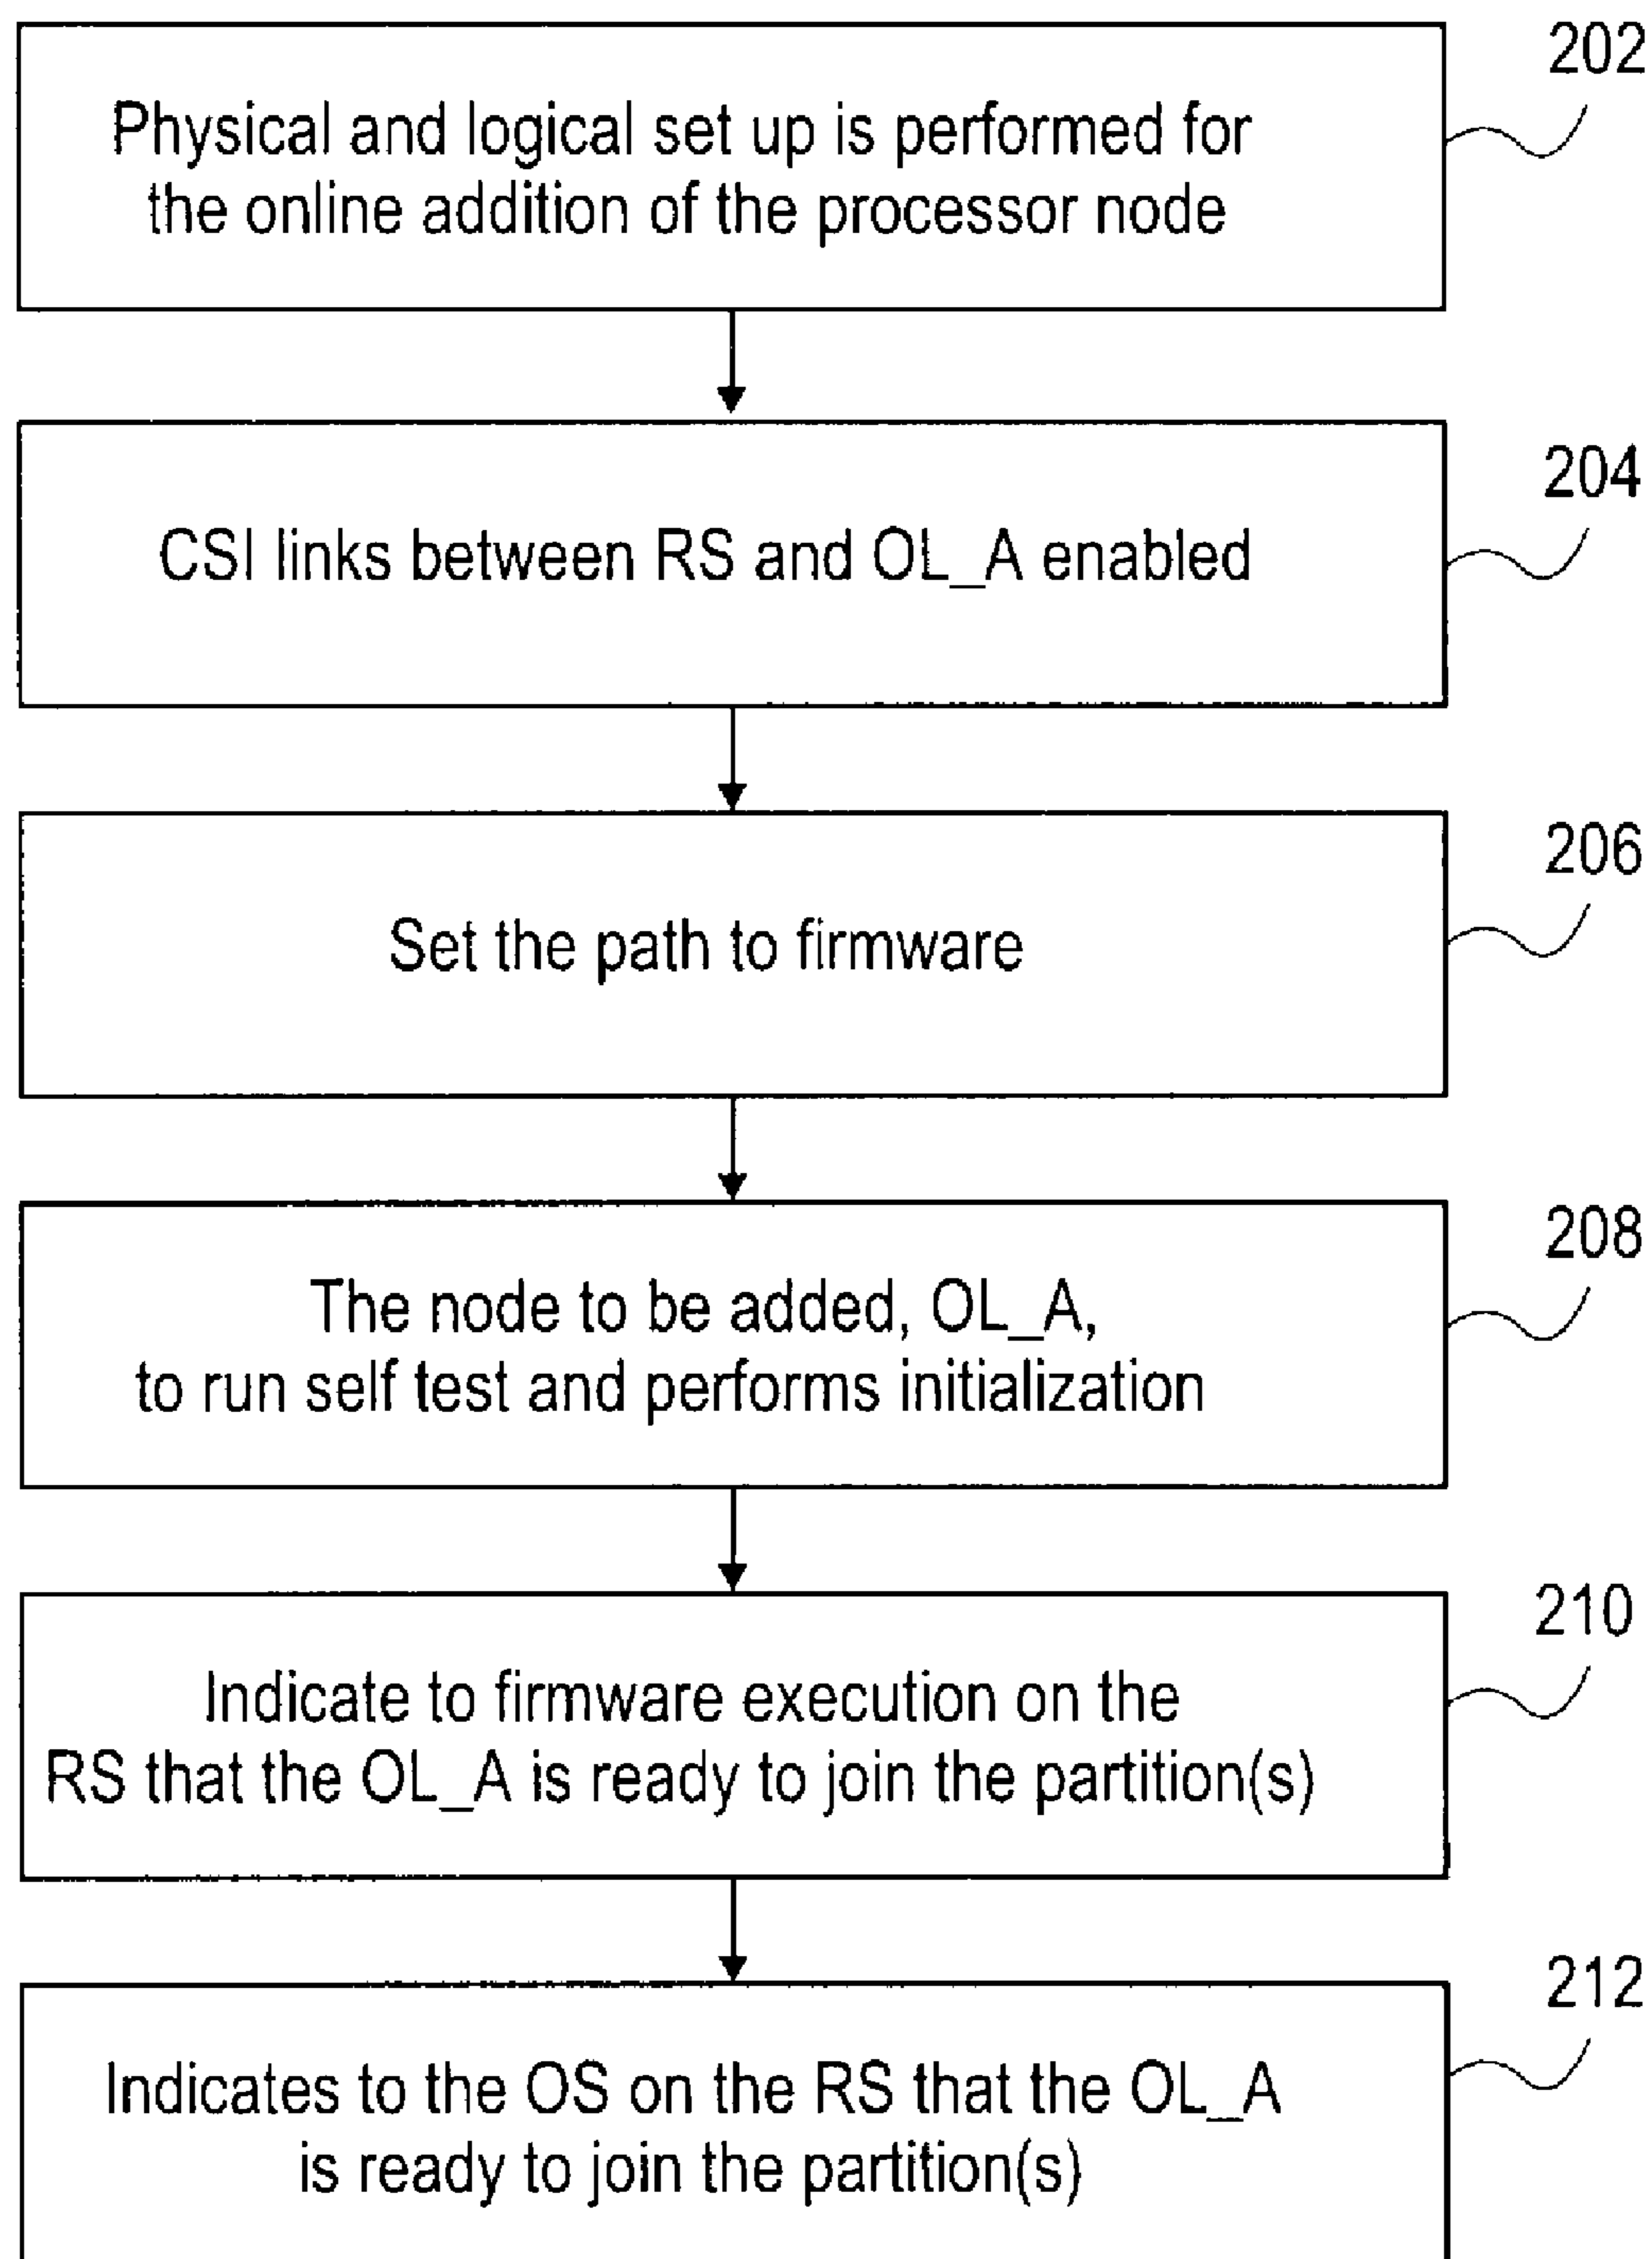 202
Physical and logical set up is performed for
the online addition of the processor node
204
CSI links between RS and OL_A enabled
206
Set the path to firmware
208
The node to be added, OL_A,
to run self test and performs initialization
210
Indicate to firmware execution on the
RS that the OL_A is ready to join the partition(s)
212
Indicates to the OS on the RS that the OL_A
is ready to join the partition(s)